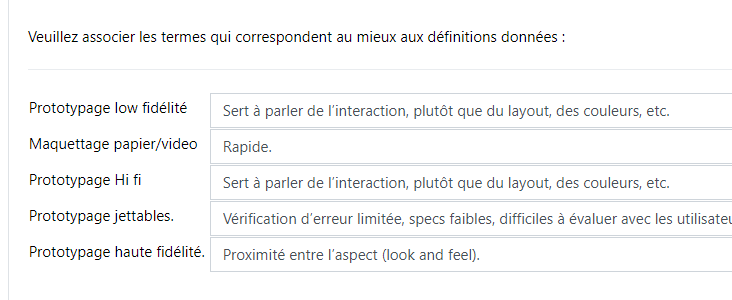 Veuillez associer les termes qui correspondent au mieux aux définitions données :
Prototypage low fidélité Sert à parler de l’interaction, plutôt que du layout, des couleurs, etc.
Maquettage papier/video Rapide.
Prototypage Hi fi Sert à parler de l’interaction, plutôt que du layout, des couleurs, etc.
Prototypage jettables. Vérification d’erreur limitée, specs faibles, difficiles à évaluer avec les utilisateu
Prototypage haute fidélité. Proximité entre l’aspect (look and feel).